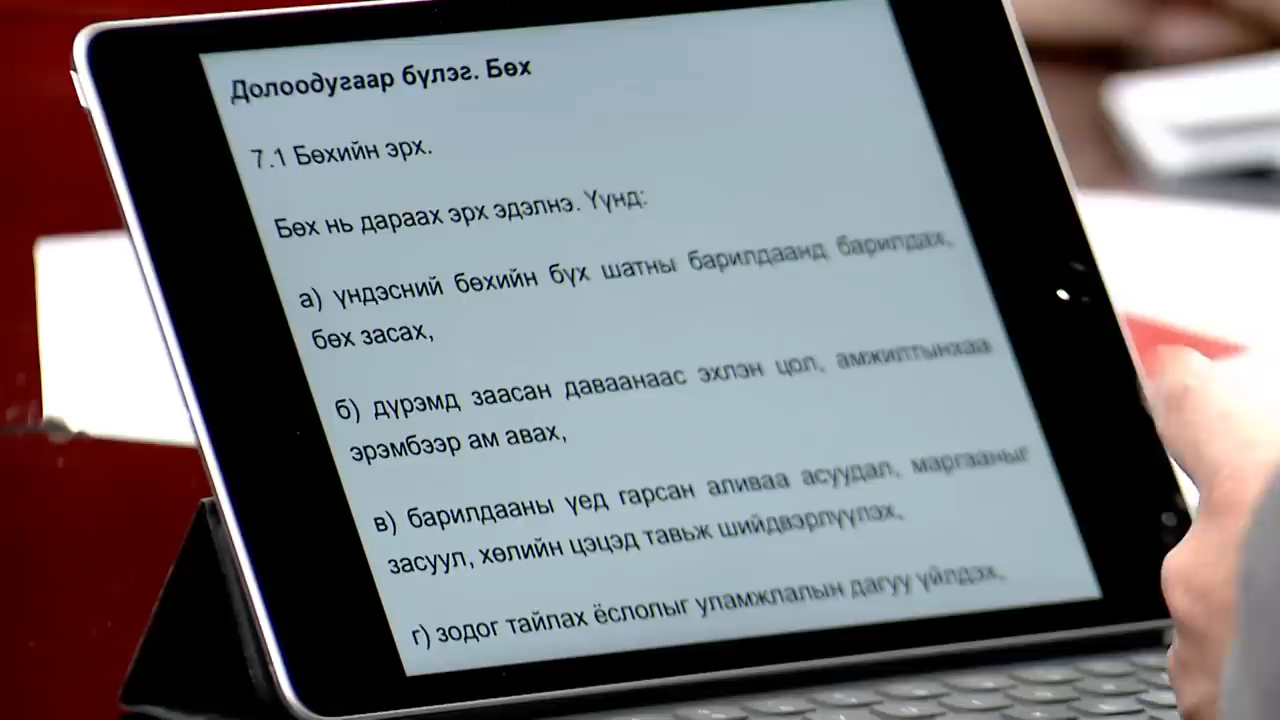 Долоодугаар бүлэг. Бөх
7.1 Бөхийн эрх.
Бөх нь дараах эрх эдэлнэ. Үүнд:
а) үндэсний бөхийн бүх шатны барилдаанд барилдах,
бөх засах,
б) дүрэмд заасан даваанаас эхлэн цол, амжилтынхаа
эрэмбээр ам авах,
в) барилдааны үед гарсан аливаа асуудал, маргааныг
засуул, хөлийн цэцэд тавьж шийдвэрлүүлэх,
г) зодог тайлах ёслолыг уламжлалын дагуу үйлдэх,